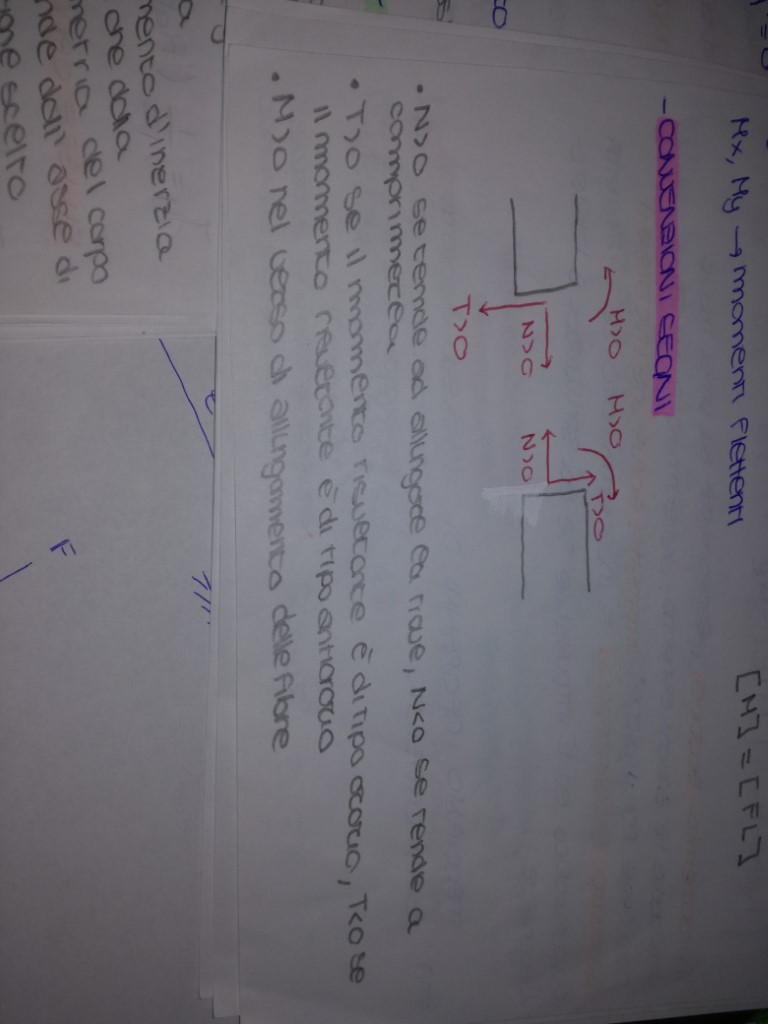 Mx, My → momenti flettenti [M] = [FL]
- CONVENZIONI SEGNI
M>0 M>0
T>0
N>0 N>0
T>0
• N>0 se tende ad allungare la trave, N<0 se tende a
comprimerla
• T>0 se il momento risultante è di tipo orario, T<0 se
il momento risultante è di tipo antiorario
• M>0 nel verso di allungamento delle fibre
a
mento d'inerzia
che dalla
metria del corpo
nde dall'asse di
one scelto
F